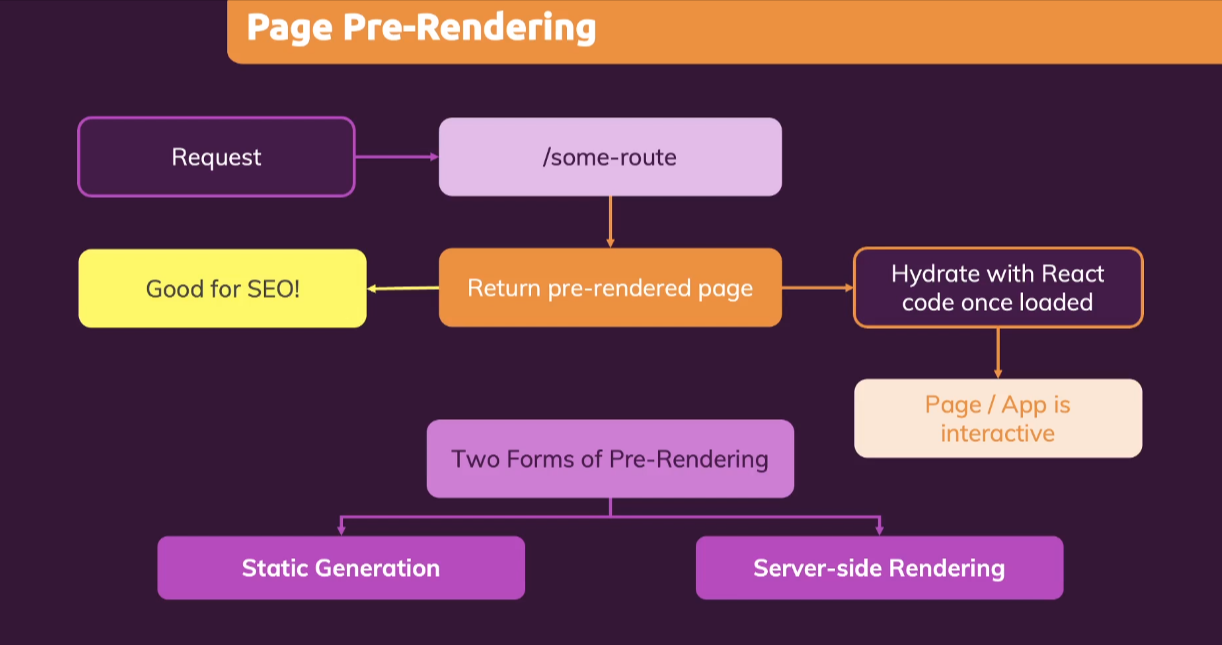 Page Pre-Rendering
Request
/some-route
Good for SEO!
Return pre-rendered page
Hydrate with React
code once loaded
Page / App is
interactive
Two Forms of Pre-Rendering
Static Generation
Server-side Rendering